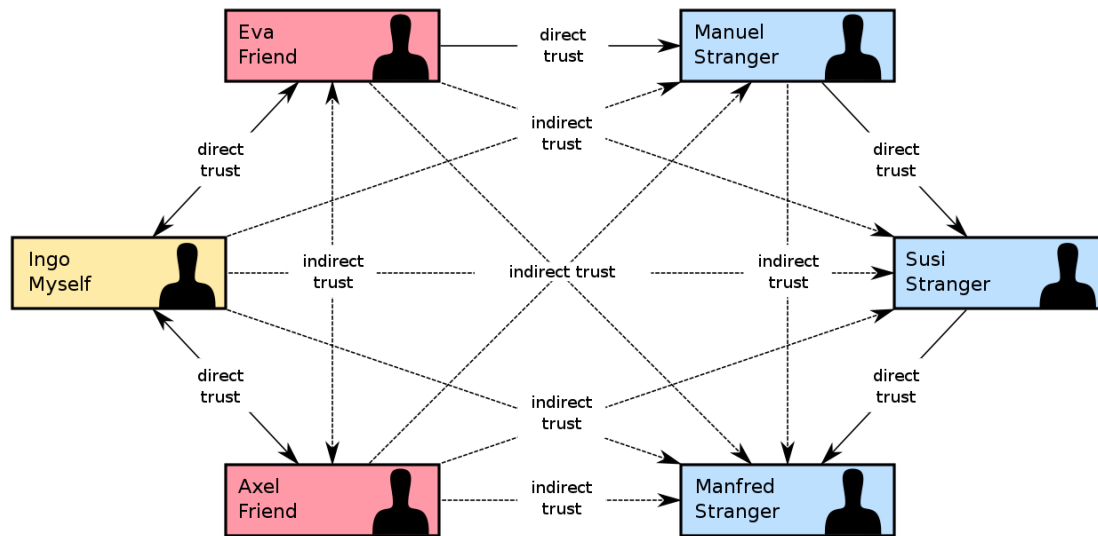 Eva
Friend
direct
trust
Manuel
Stranger
indirect
trust
direct
trust
direct
trust
Ingo
Myself
indirect
trust
indirect trust
indirect
trust
Susi
Stranger
direct
trust
indirect
trust
direct
trust
Axel
Friend
indirect
trust
Manfred
Stranger